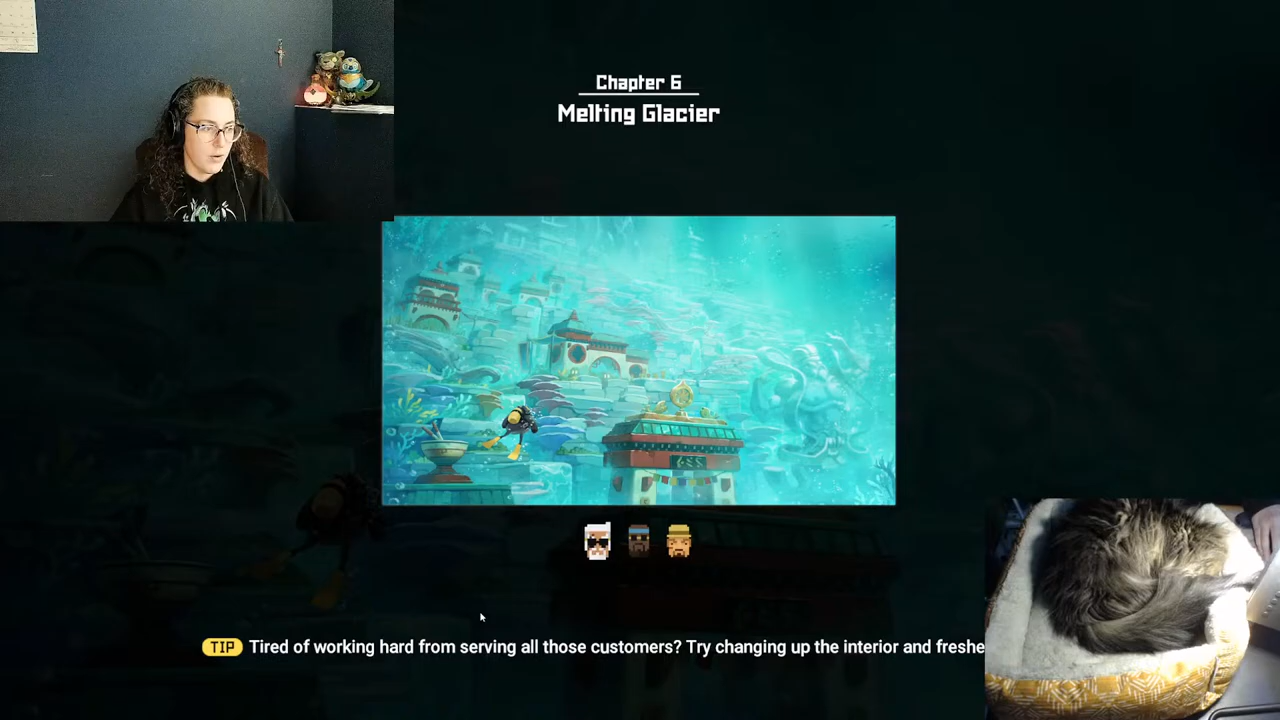 Chapter 6
Melting Glacier
TIP Tired of working hard from serving all those customers? Try changing up the interior and freshe